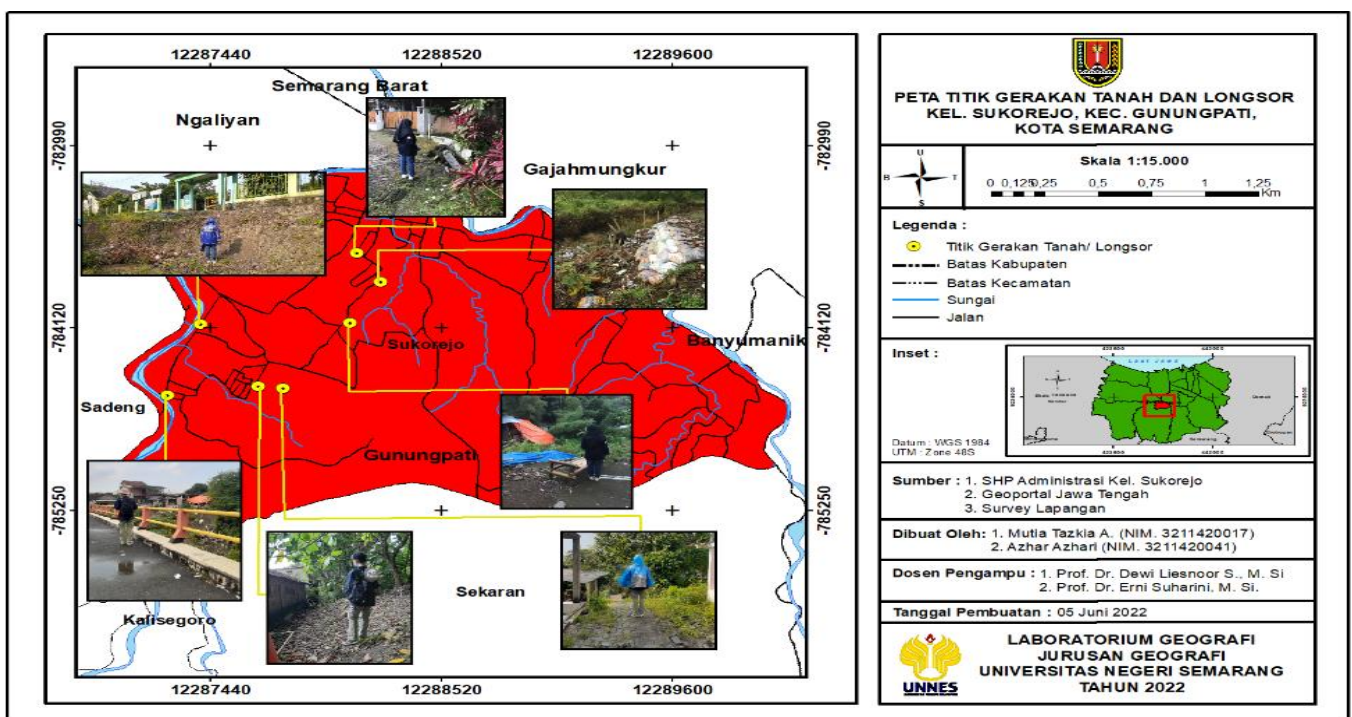 12287440 12288520 12289600
-782990
-784120
-785250
-782990
-784120
-785250
Semarang Barat
Ngaliyan
Gajahmungkur
Sukorejo
Banyumanik
Sadeng
Gunungpati
Sekaran
Kalisegoro
12287440 12288520 12289600
PETA TITIK GERAKAN TANAH DAN LONGSOR
KEL. SUKOREJO, KEC. GUNUNGPATI,
KOTA SEMARANG
U
B T
S
Skala 1:15.000
0 0,125 0,25 0,5 0,75 1 1,25
Km
Legenda :
Titik Gerakan Tanah/ Longsor
Batas Kabupaten
Batas Kecamatan
Sungai
Jalan
Inset :
LAUT JAWA
Datum : WGS 1984
UTM : Zone 48S
Sumber : 1. SHP Administrasi Kel. Sukorejo
2. Geoportal Jawa Tengah
3. Survey Lapangan
Dibuat Oleh: 1. Mutia Tazkia A. (NIM. 3211420017)
2. Azhar Azhari (NIM. 3211420041)
Dosen Pengampu : 1. Prof. Dr. Dewi Liesnoor S., M. Si
2. Prof. Dr. Erni Suharini, M. Si.
Tanggal Pembuatan : 05 Juni 2022
UNNES
LABORATORIUM GEOGRAFI
JURUSAN GEOGRAFI
UNIVERSITAS NEGERI SEMARANG
TAHUN 2022